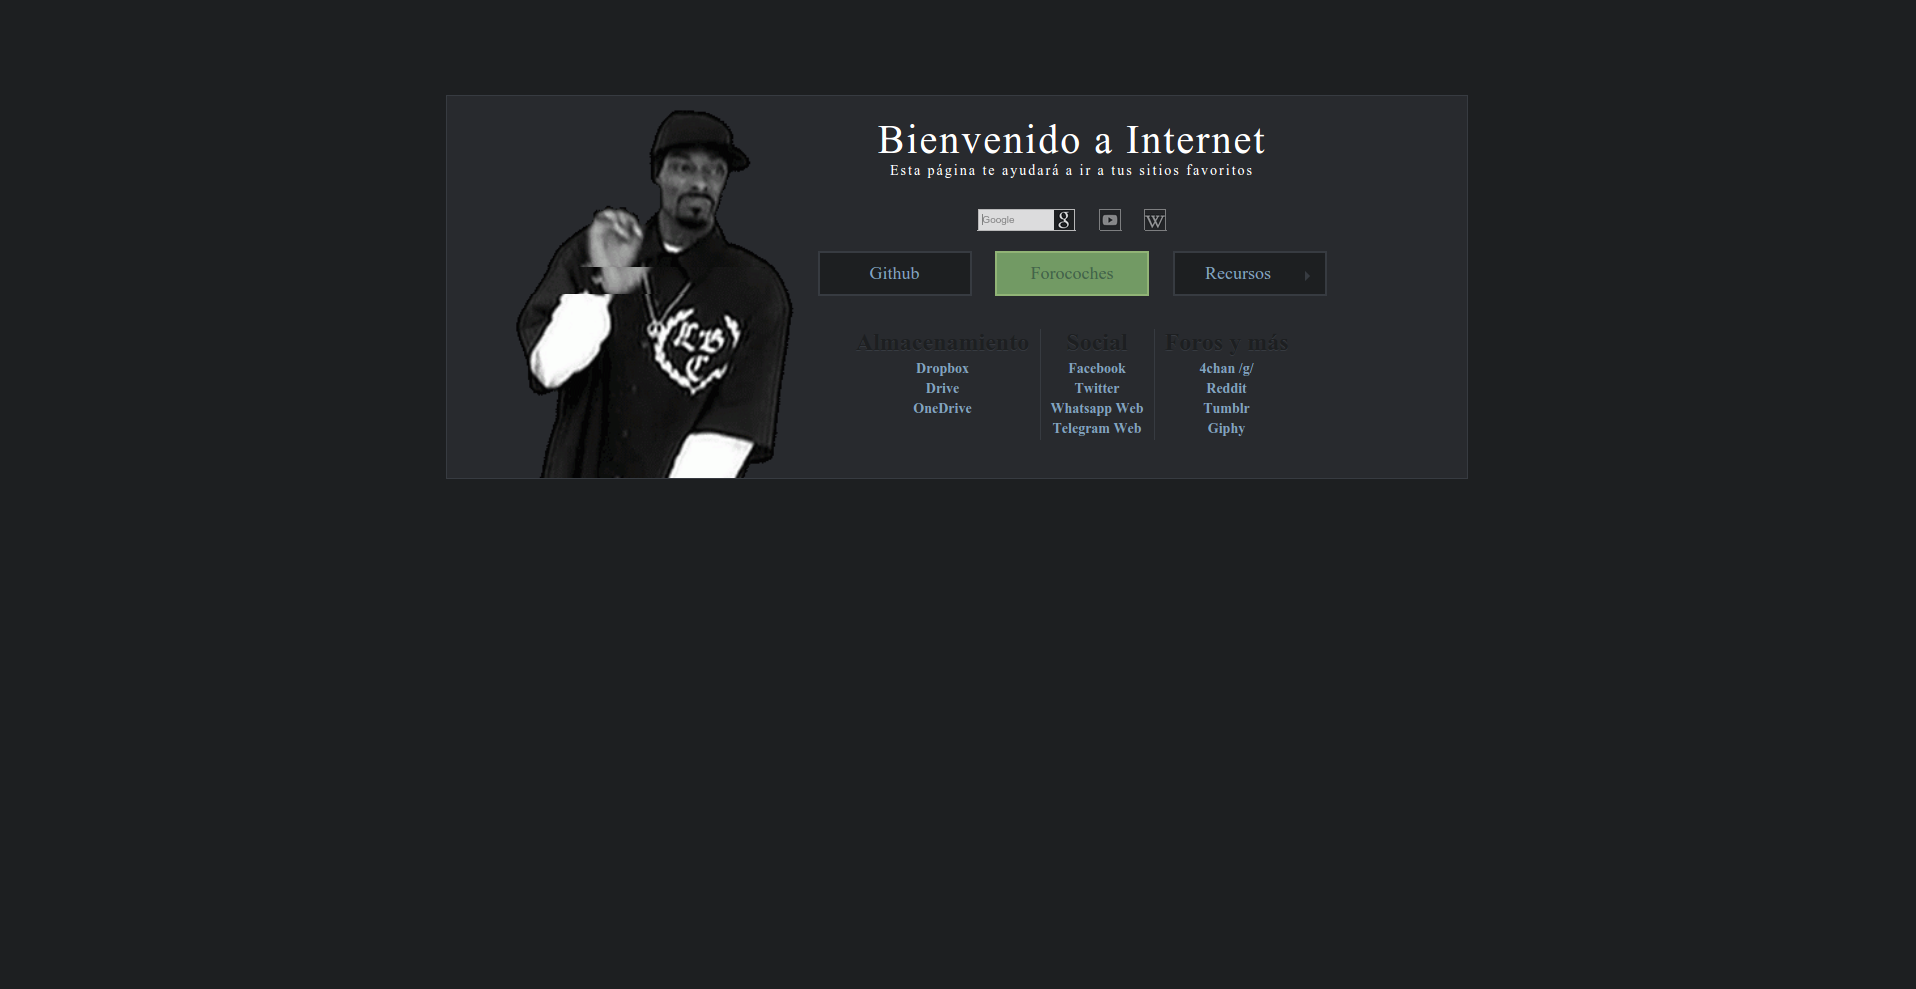 Bienvenido a Internet
Esta página te ayudará a ir a tus sitios favoritos
Google
Github
Forocoches
Recursos
LBC
Almacenamiento
Dropbox
Drive
OneDrive
Social
Facebook
Twitter
Whatsapp Web
Telegram Web
Foros y más
4chan /g/
Reddit
Tumblr
Giphy